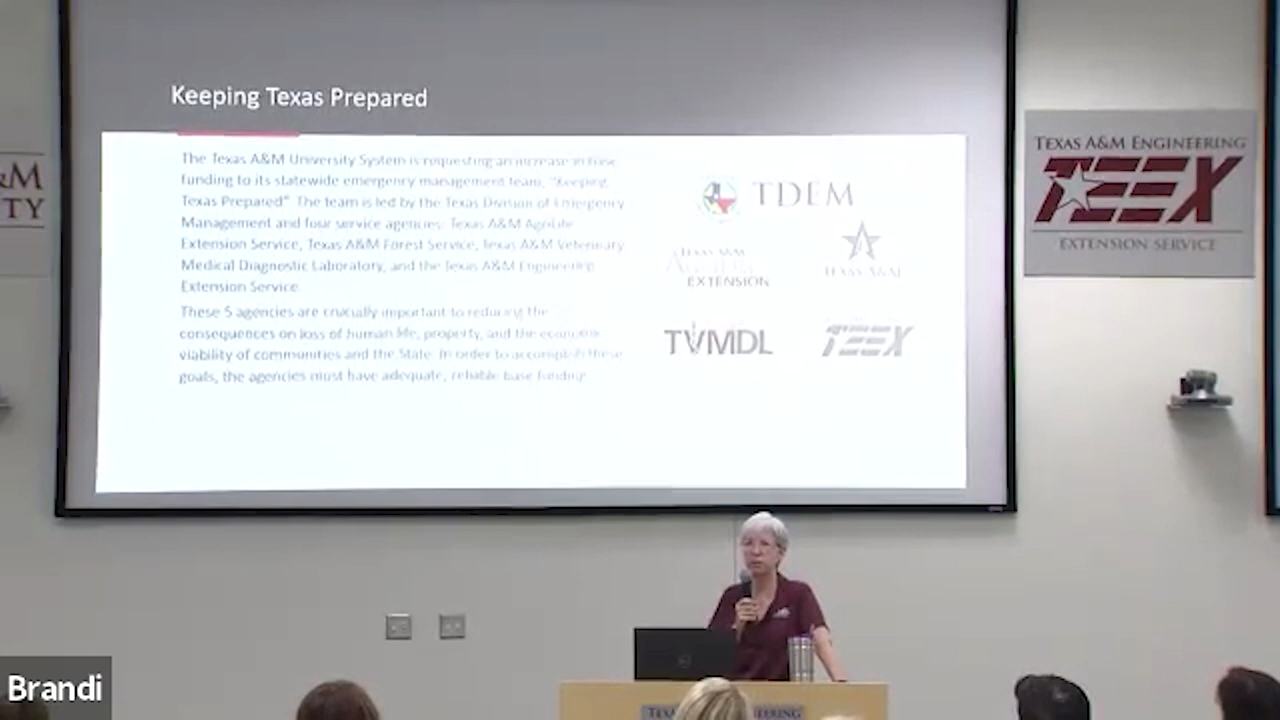 Keeping Texas Prepared
The Texas A&M University System is requesting an increase in base
funding to its statewide emergency management team, "Keeping
Texas Prepared". The team is led by the Texas Division of Emergency
Management and four service agencies: Texas A&M AgriLife
Extension Service, Texas A&M Forest Service, Texas A&M Veterinary
Medical Diagnostic Laboratory, and the Texas A&M Engineering
Extension Service.
These 5 agencies are crucially important to reducing the
consequences on loss of human life, property, and the economic
viability of communities and the State. In order to accomplish these
goals, the agencies must have adequate, reliable base funding.
TDEM
TEXAS A&M
EXTENSION
TEXAS A&M
TVMDL
TEEX
&M
TY
TEXAS A&M ENGINEERING
TEEX
EXTENSION SERVICE
Brandi